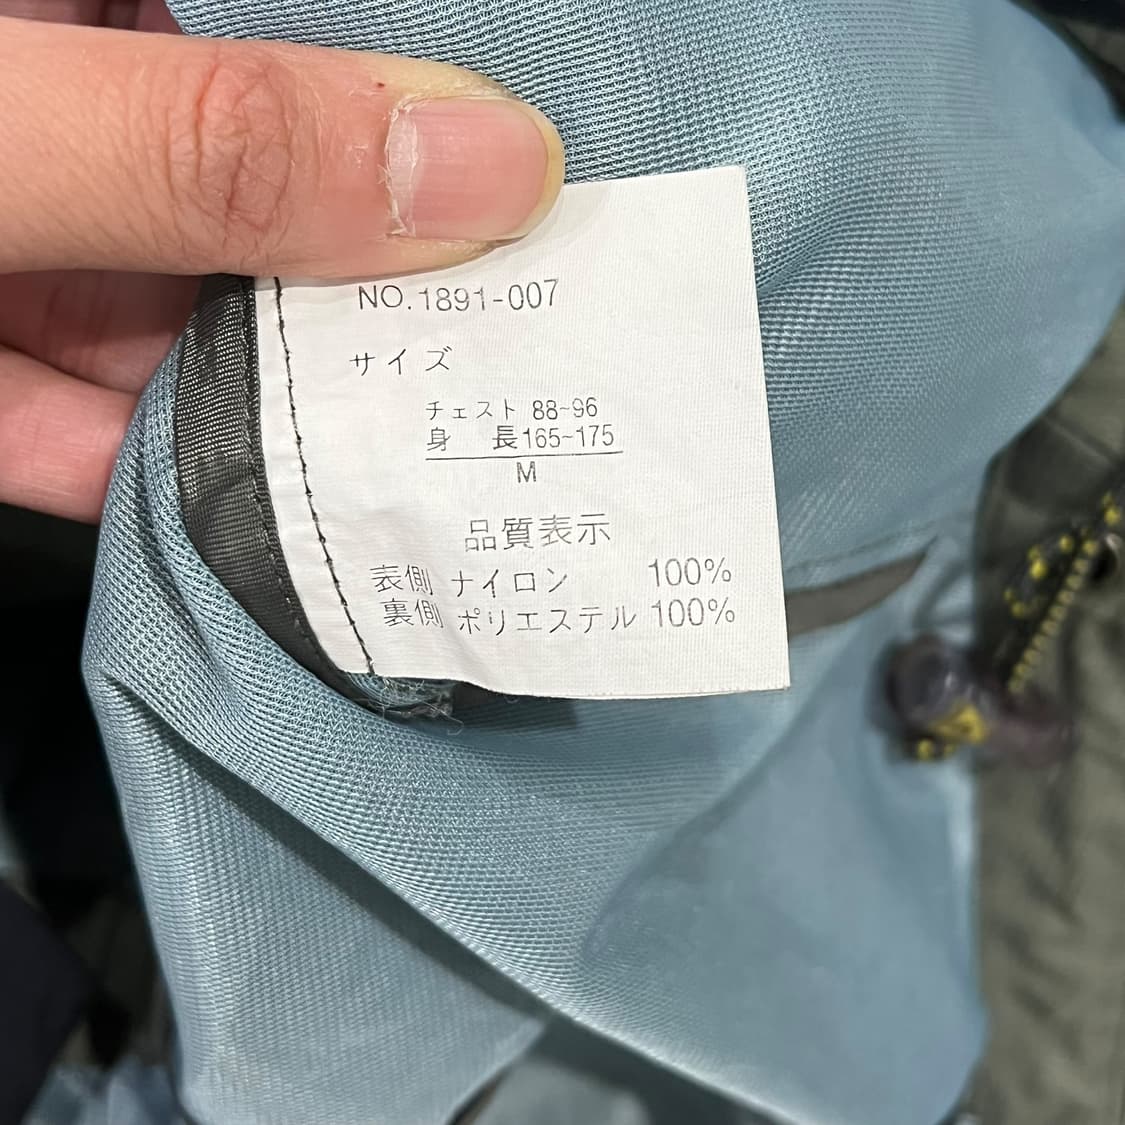 NO.1891-007
サイズ
チェスト 88~96
身 長165~175
M
品質表示
表側 ナイロン 100%
裏側 ポリエステル 100%